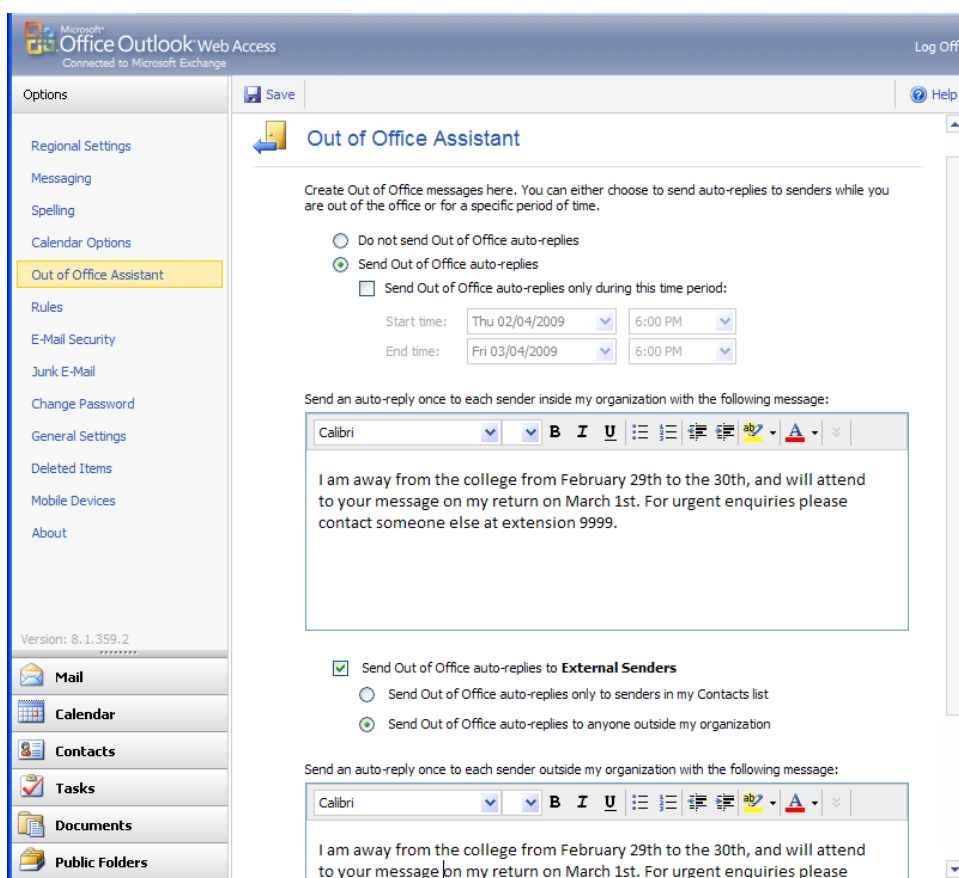 Microsoft®
Office Outlook® Web Access
Connected to Microsoft Exchange
Log Off
Options
Save
Help
Regional Settings
Messaging
Spelling
Calendar Options
Out of Office Assistant
Rules
E-Mail Security
Junk E-Mail
Change Password
General Settings
Deleted Items
Mobile Devices
About
Version: 8.1.359.2
Mail
Calendar
Contacts
Tasks
Documents
Public Folders
Out of Office Assistant
Create Out of Office messages here. You can either choose to send auto-replies to senders while you
are out of the office or for a specific period of time.
Do not send Out of Office auto-replies
Send Out of Office auto-replies
Send Out of Office auto-replies only during this time period:
Start time: Thu 02/04/2009 6:00 PM
End time: Fri 03/04/2009 6:00 PM
Send an auto-reply once to each sender inside my organization with the following message:
Calibri B I U ab A
I am away from the college from February 29th to the 30th, and will attend
to your message on my return on March 1st. For urgent enquiries please
contact someone else at extension 9999.
Send Out of Office auto-replies to External Senders
Send Out of Office auto-replies only to senders in my Contacts list
Send Out of Office auto-replies to anyone outside my organization
Send an auto-reply once to each sender outside my organization with the following message:
Calibri B I U ab A
I am away from the college from February 29th to the 30th, and will attend
to your message on my return on March 1st. For urgent enquiries please